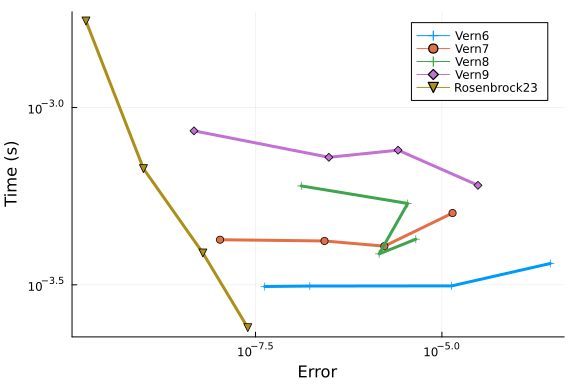 Vern6
Vern7
Vern8
Vern9
Rosenbrock23
Time (s)
10^-3.0
10^-3.5
10^-7.5
10^-5.0
Error